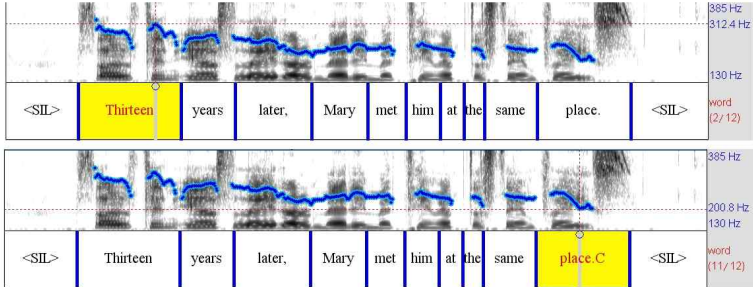 385 Hz
312.4 Hz
130 Hz
<SIL> Thirteen years later, Mary met him at the same place. <SIL> word
(2/12)
385 Hz
200.8 Hz
130 Hz
<SIL> Thirteen years later, Mary met him at the same place.C <SIL> word
(11/12)